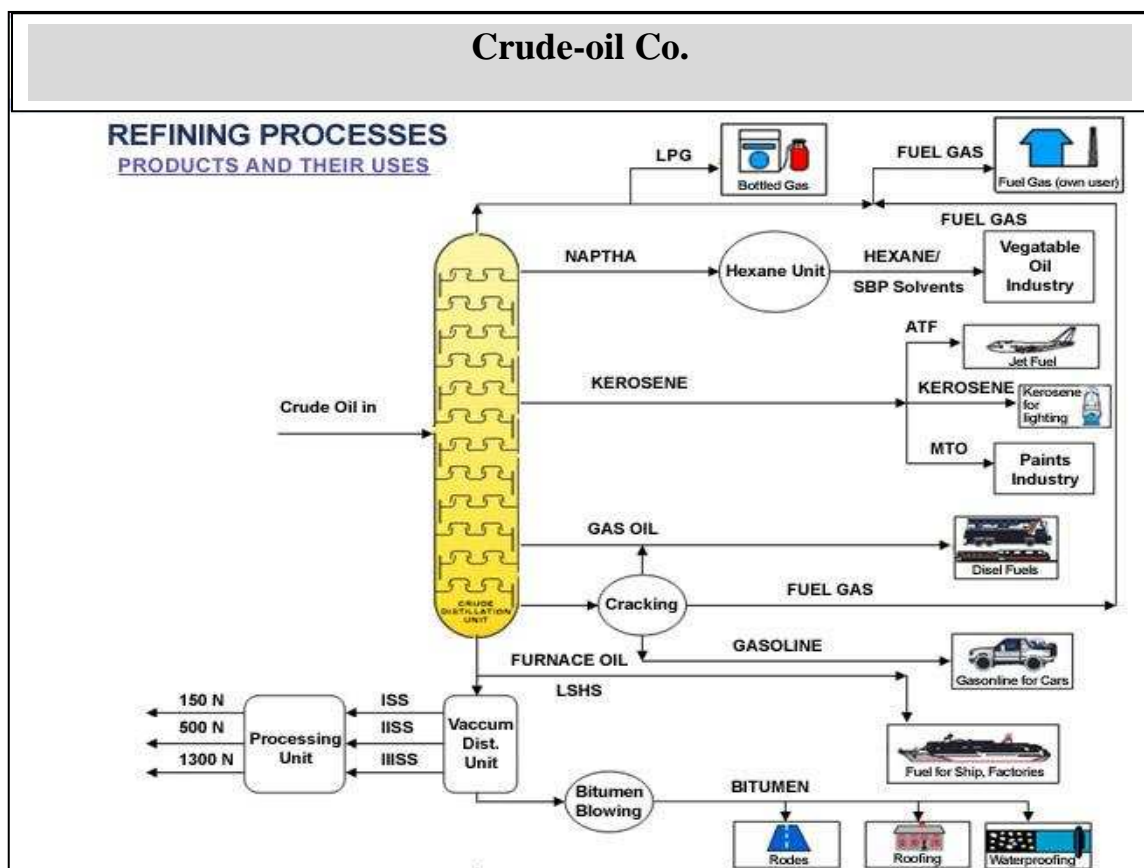 Crude-oil Co.
REFINING PROCESSES
PRODUCTS AND THEIR USES
LPG
Bottled Gas
FUEL GAS
Fuel Gas (own user)
FUEL GAS
NAPTHA
Hexane Unit
HEXANE/
SBP Solvents
Vegatable
Oil
Industry
ATF
Jet Fuel
Crude Oil in
KEROSENE
KEROSENE
Kerosene
for
lighting
MTO
Paints
Industry
GAS OIL
Disel Fuels
CRUDE
DISTILLATION
UNIT
Cracking
FUEL GAS
GASOLINE
Gasonline for Cars
FURNACE OIL
LSHS
Fuel for Ship, Factories
150 N
500 N
1300 N
Processing
Unit
ISS
IISS
IIISS
Vaccum
Dist.
Unit
Bitumen
Blowing
BITUMEN
Rodes
Roofing
Waterproofing